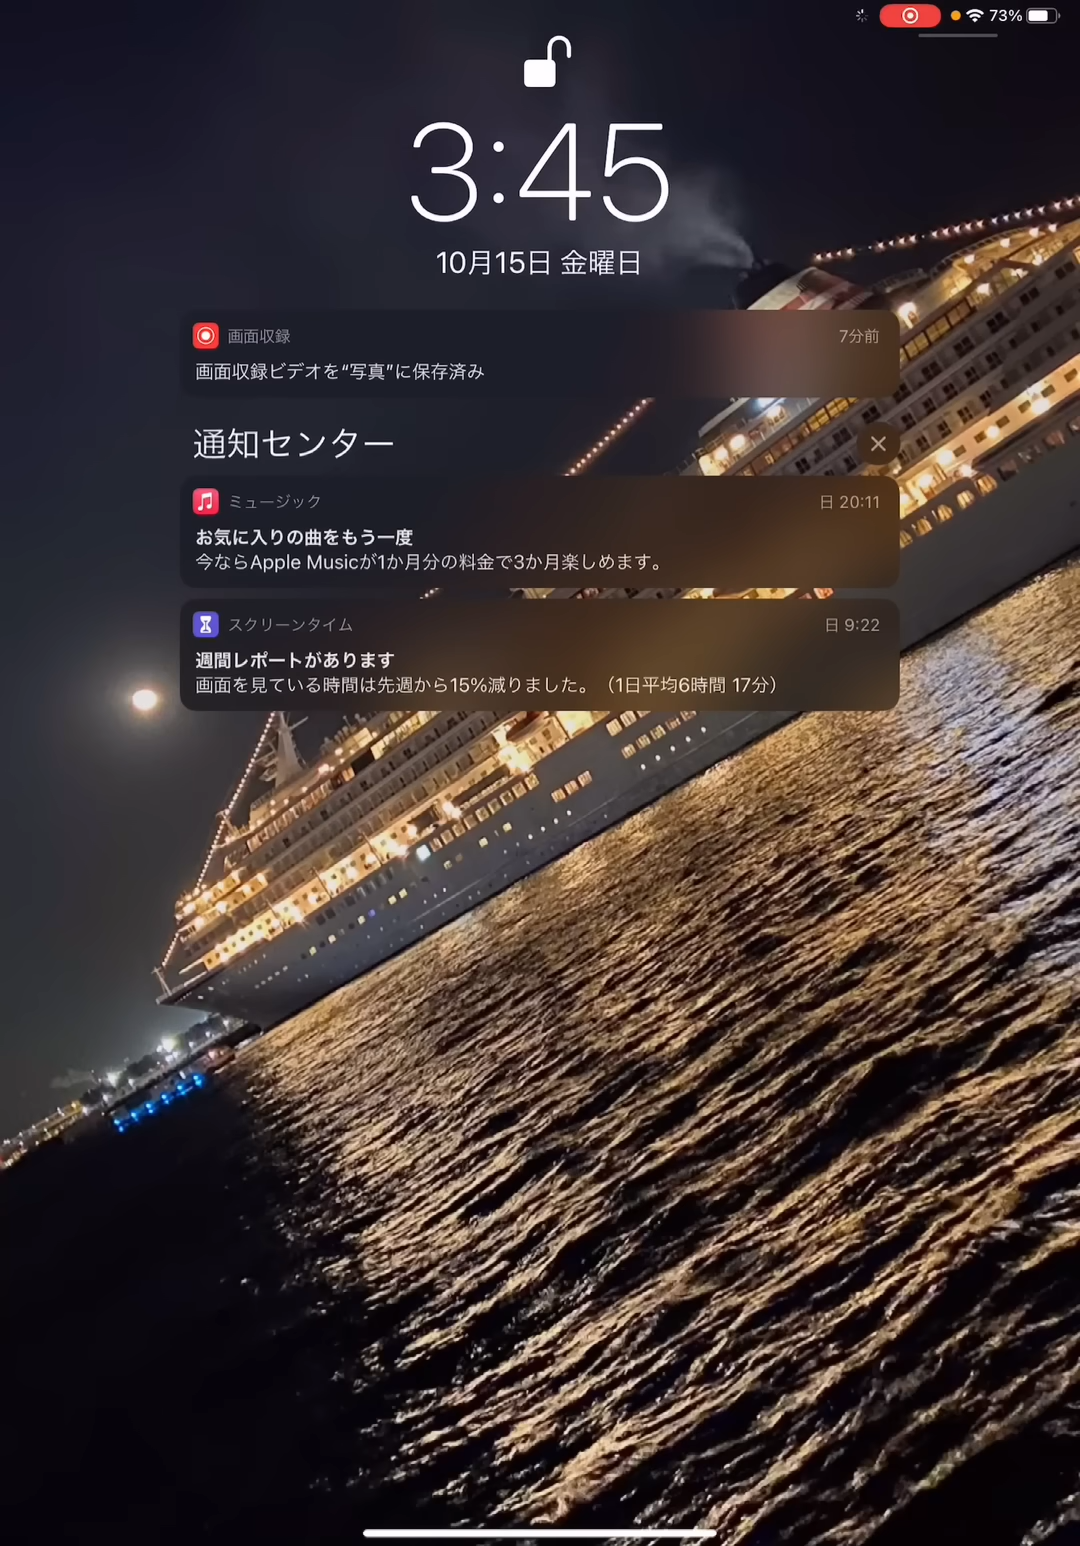 73%
3:45
10月15日 金曜日
画面収録 7分前
画面収録ビデオを“写真”に保存済み
通知センター
ミュージック 日 20:11
お気に入りの曲をもう一度
今ならApple Musicが1か月分の料金で3か月楽しめます。
スクリーンタイム 日 9:22
週間レポートがあります
画面を見ている時間は先週から15%減りました。（1日平均6時間 17分）